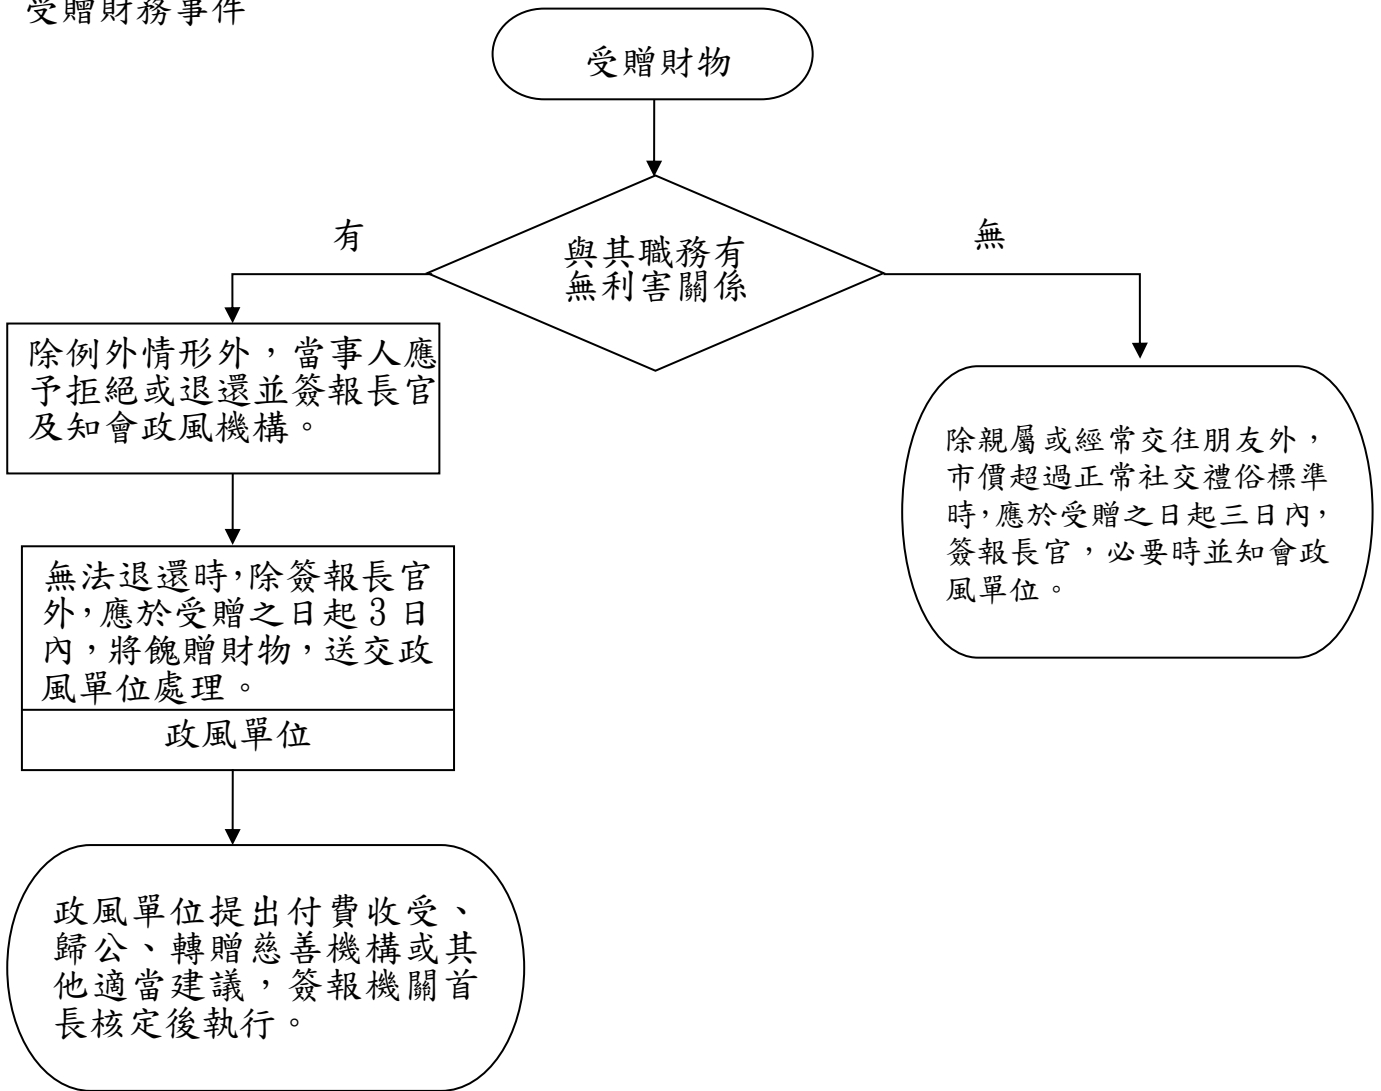 受贈財務事件
受贈財物
有
無
與其職務有
無利害關係
除例外情形外，當事人應
予拒絕或退還並簽報長官
及知會政風機構。
除親屬或經常交往朋友外，
市價超過正常社交禮俗標準
時，應於受贈之日起三日內，
簽報長官，必要時並知會政
風單位。
無法退還時，除簽報長官
外，應於受贈之日起3日
內，將餽贈財物，送交政
風單位處理。
政風單位
政風單位提出付費收受、
歸公、轉贈慈善機構或其
他適當建議，簽報機關首
長核定後執行。